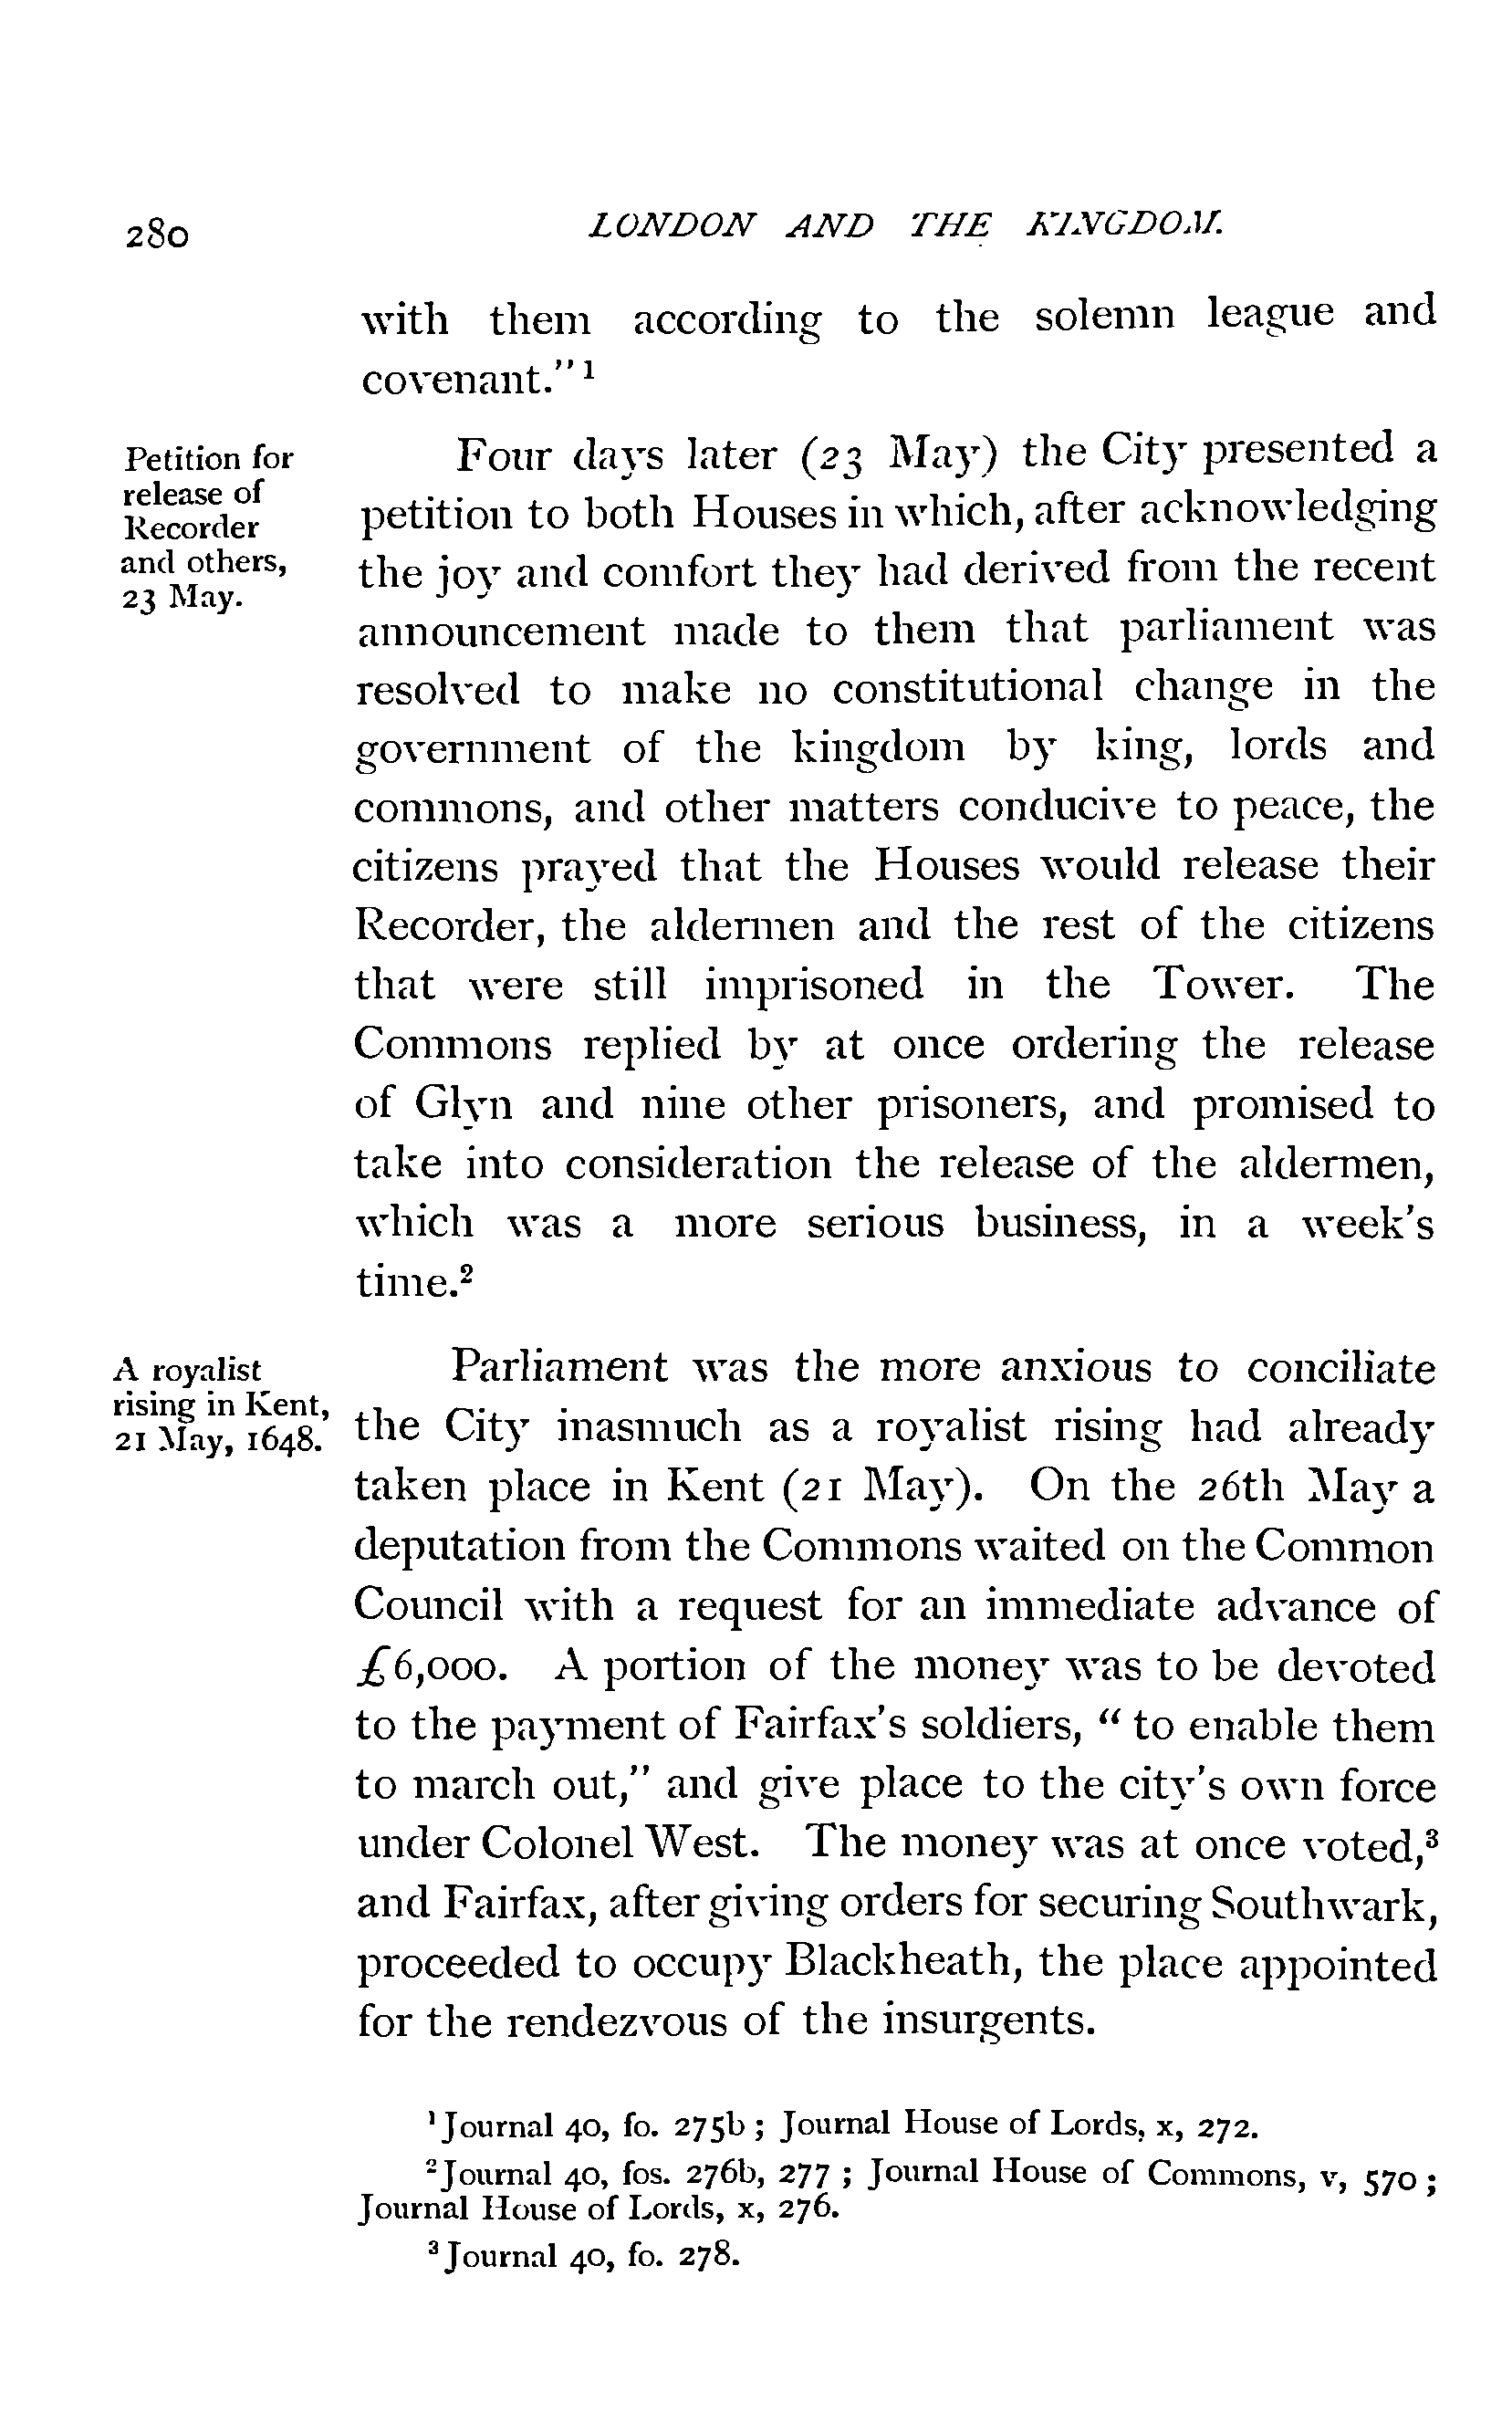 280 LONDON AND THE KINGDOM.
with them according to the solemn league and
covenant." ¹
Petition for
release of
Recorder
and others,
23 May.
Four days later (23 May) the City presented a
petition to both Houses in which, after acknowledging
the joy and comfort they had derived from the recent
announcement made to them that parliament was
resolved to make no constitutional change in the
government of the kingdom by king, lords and
commons, and other matters conducive to peace, the
citizens prayed that the Houses would release their
Recorder, the aldermen and the rest of the citizens
that were still imprisoned in the Tower. The
Commons replied by at once ordering the release
of Glyn and nine other prisoners, and promised to
take into consideration the release of the aldermen,
which was a more serious business, in a week's
time.²
A royalist
rising in Kent,
21 May, 1648.
Parliament was the more anxious to conciliate
the City inasmuch as a royalist rising had already
taken place in Kent (21 May). On the 26th May a
deputation from the Commons waited on the Common
Council with a request for an immediate advance of
£6,000. A portion of the money was to be devoted
to the payment of Fairfax's soldiers, "to enable them
to march out," and give place to the city's own force
under Colonel West. The money was at once voted,³
and Fairfax, after giving orders for securing Southwark,
proceeded to occupy Blackheath, the place appointed
for the rendezvous of the insurgents.
¹ Journal 40, fo. 275b; Journal House of Lords, x, 272.
² Journal 40, fos. 276b, 277; Journal House of Commons, v, 570;
Journal House of Lords, x, 276.
³ Journal 40, fo. 278.